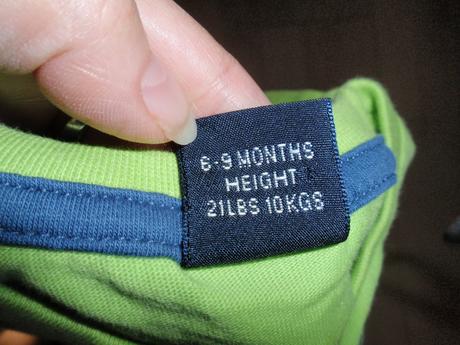 6-9 MONTHS
HEIGHT
21LBS 10KGS